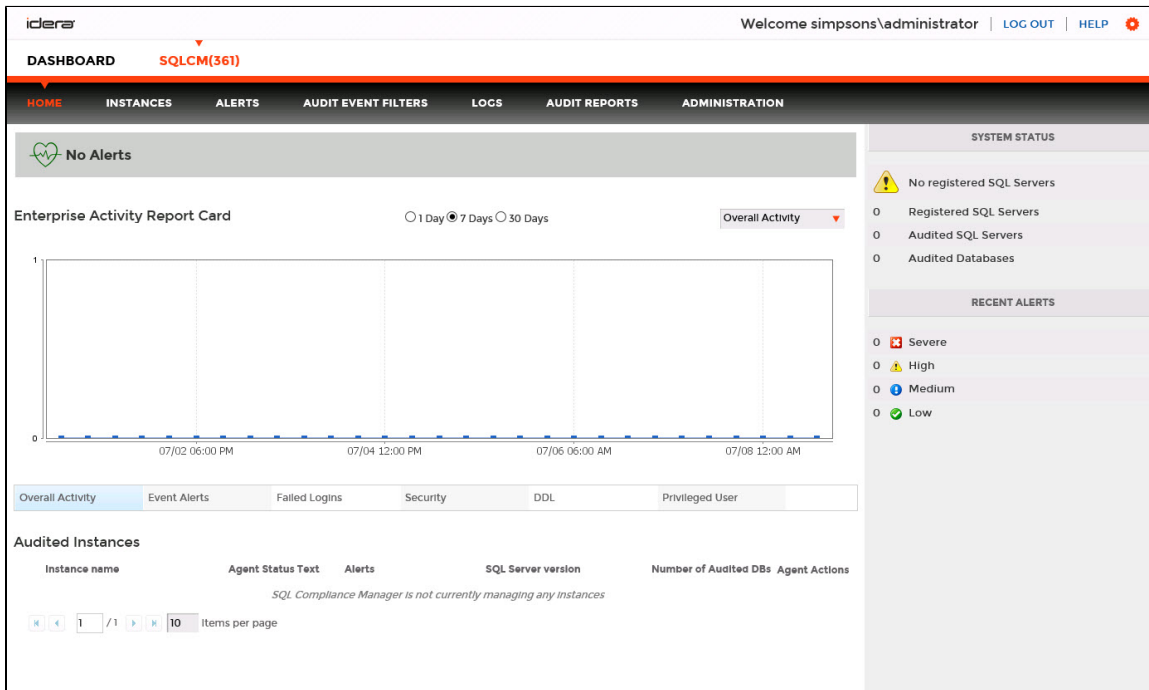 idera
Welcome simpsons\administrator | LOG OUT | HELP
DASHBOARD SQLCM(361)
HOME INSTANCES ALERTS AUDIT EVENT FILTERS LOGS AUDIT REPORTS ADMINISTRATION
No Alerts
Enterprise Activity Report Card
1 Day 7 Days 30 Days
Overall Activity
1
0
07/02 06:00 PM 07/04 12:00 PM 07/06 06:00 AM 07/08 12:00 AM
Overall Activity Event Alerts Failed Logins Security DDL Privileged User
Audited Instances
Instance name Agent Status Text Alerts SQL Server version Number of Audited DBs Agent Actions
SQL Compliance Manager is not currently managing any instances
1 / 1 10 Items per page
SYSTEM STATUS
No registered SQL Servers
0 Registered SQL Servers
0 Audited SQL Servers
0 Audited Databases
RECENT ALERTS
0 Severe
0 High
0 Medium
0 Low